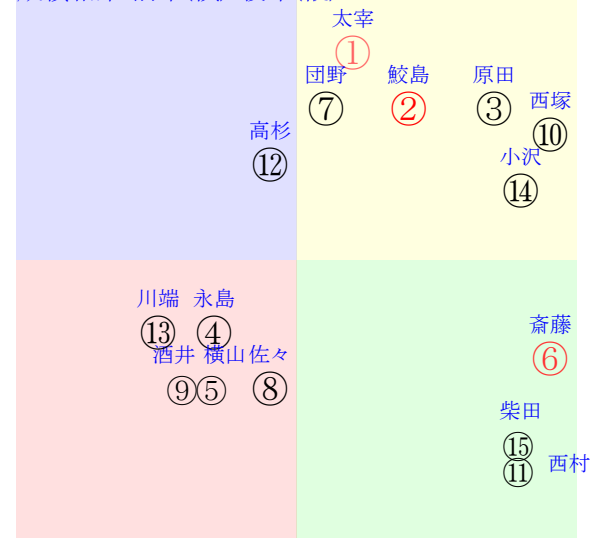 太宰
①
団野 鮫島 原田
⑦ ② ③
西塚
⑩
高杉
⑫
小沢
⑭
川端 永島
⑬ ④
斎藤
⑥
酒井 横山 佐々
⑨ ⑤ ⑧
柴田
⑮
⑪ 西村